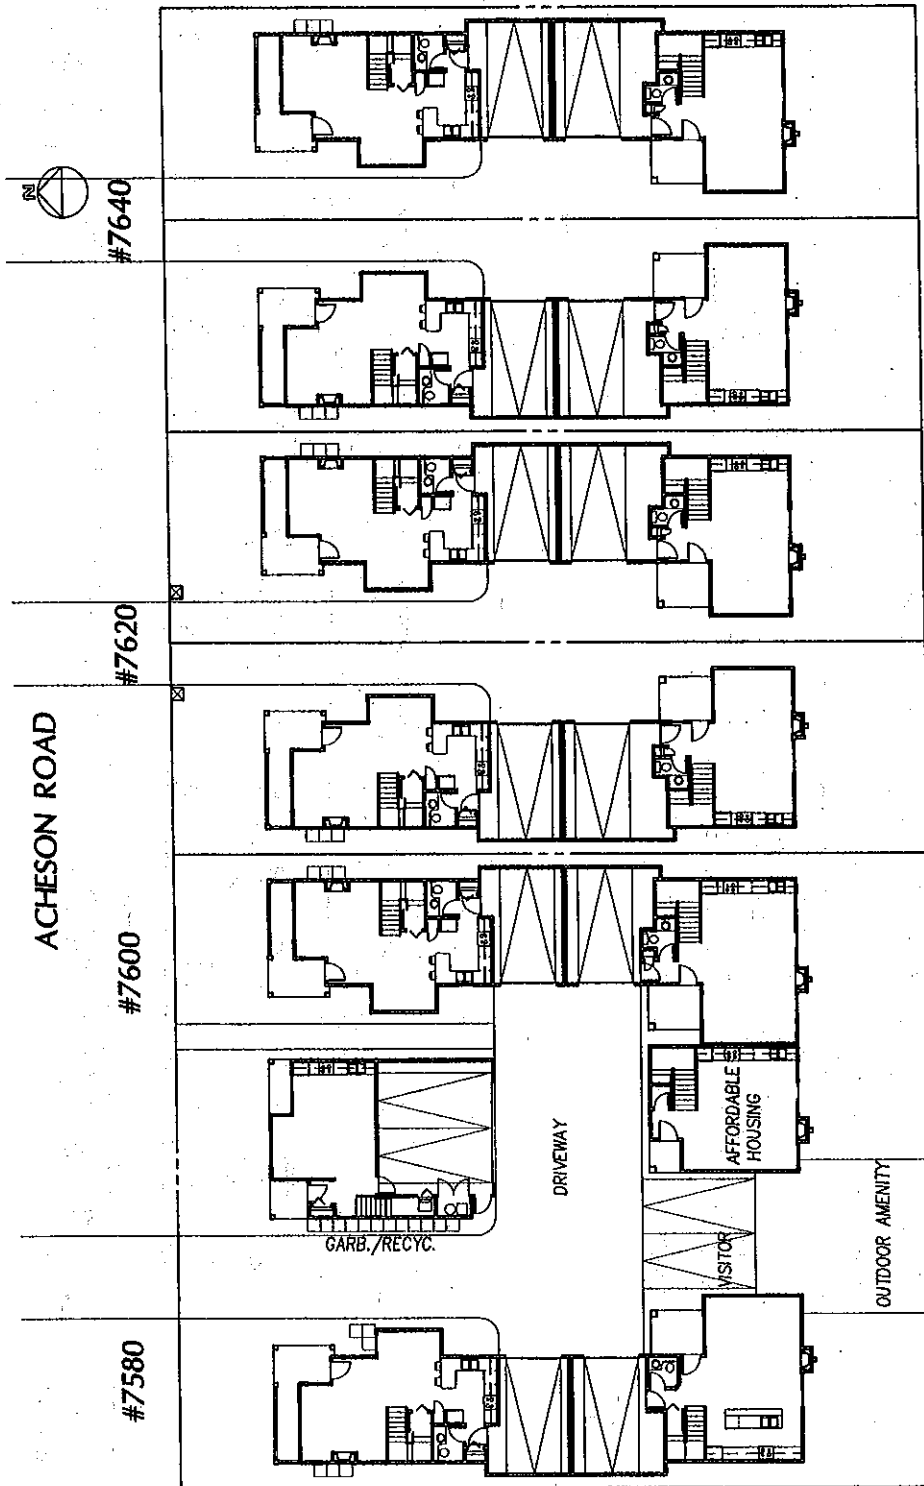 N
#7640
#7620
ACHESON ROAD
#7600
#7580
GARB./RECYC.
DRIVEWAY
AFFORDABLE
HOUSING
VISITOR
OUTDOOR AMENITY